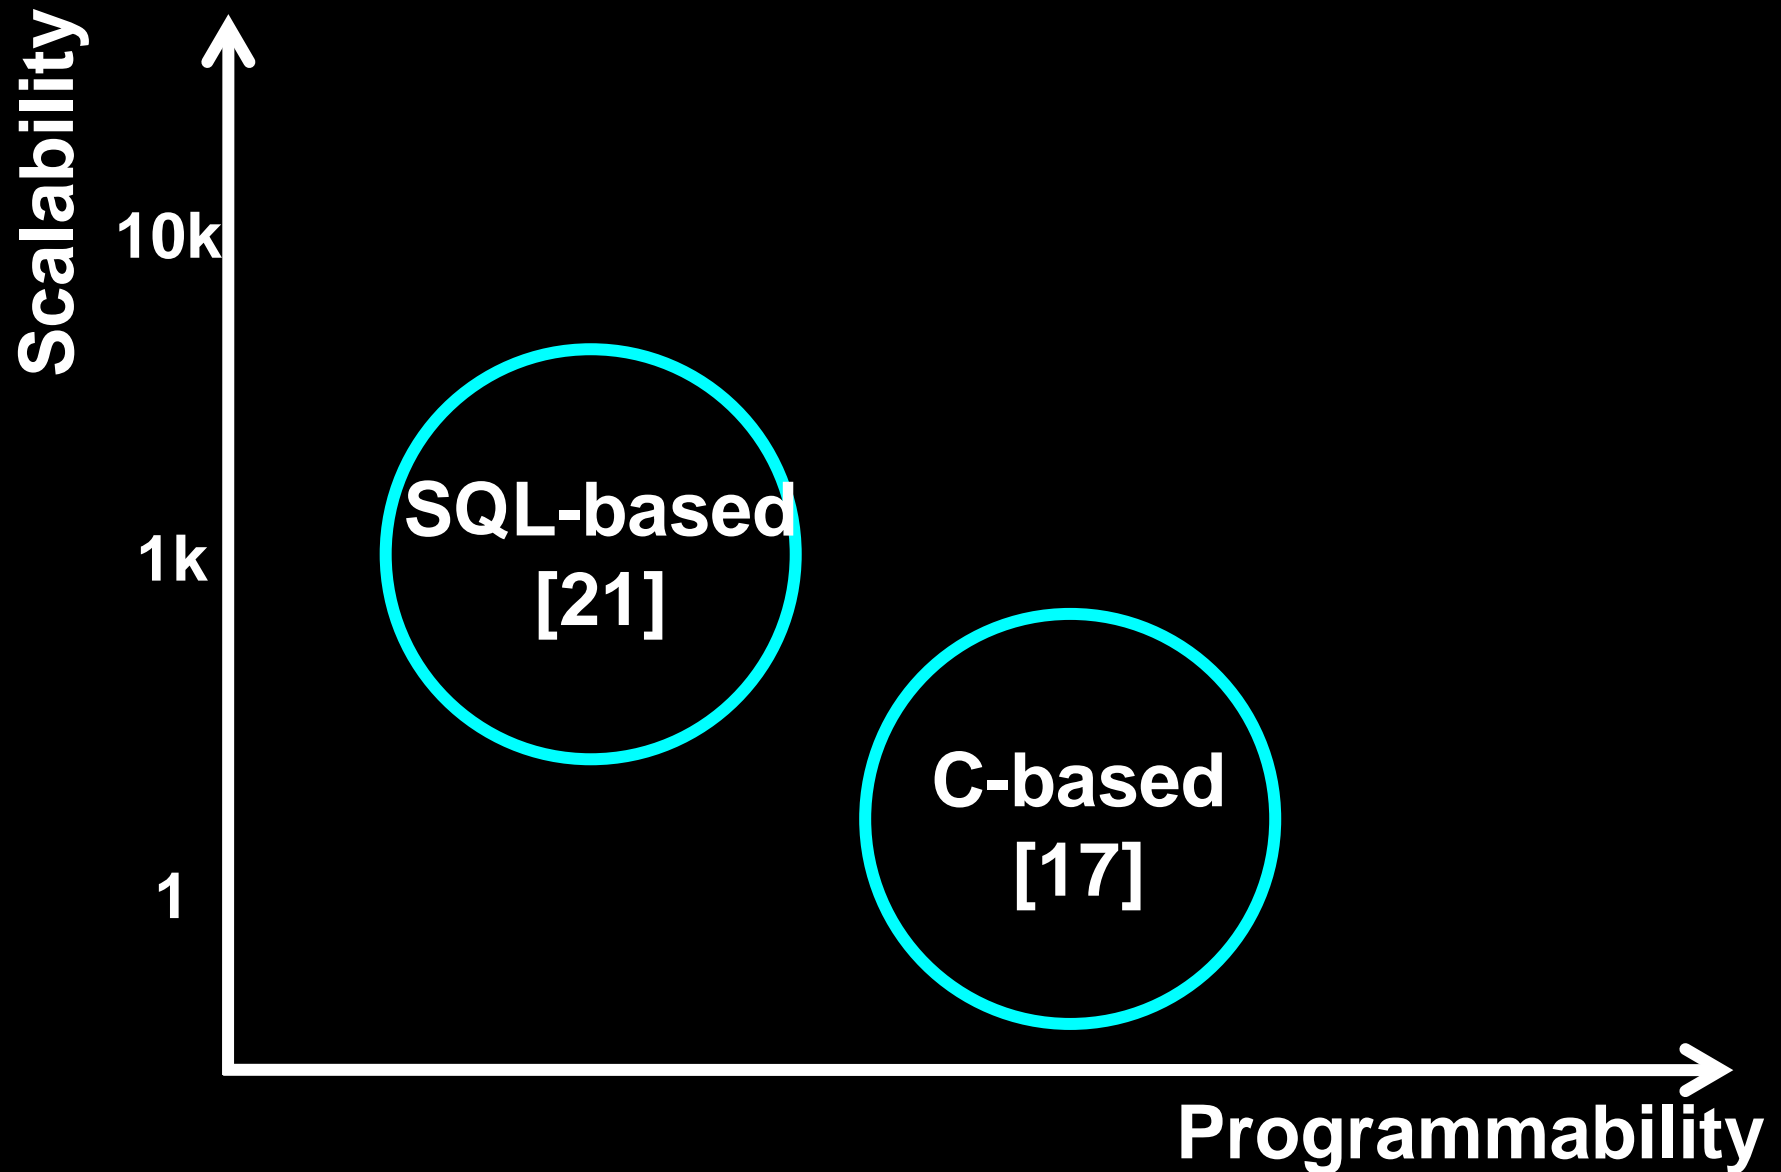 Scalability
10k
1k
1
SQL-based
[21]
C-based
[17]
Programmability